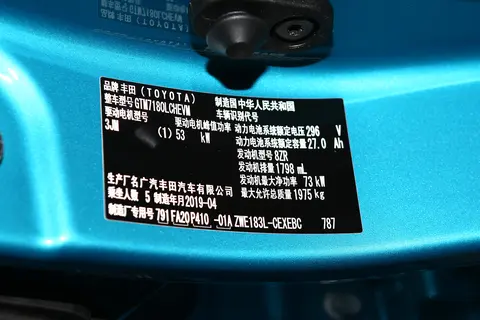 品牌 丰田 (TOYOTA) 制造国 中华人民共和国
整车型号 GTM7180LCHEVM 车辆识别代号
驱动电机型号 驱动电机峰值功率 动力电池系统额定电压 296 V
3JM (1) 53 kW 动力电池系统额定容量 27.0 Ah
发动机型号 8ZR
发动机排量 1798 mL
发动机最大净功率 73 kW
生产厂名 广汽丰田汽车有限公司 最大允许总质量 1975 kg
乘坐人数 5 制造年月 2019-04
制造厂专用号 791 FA20 P410 -01A ZWE183L-CEXEBC 787